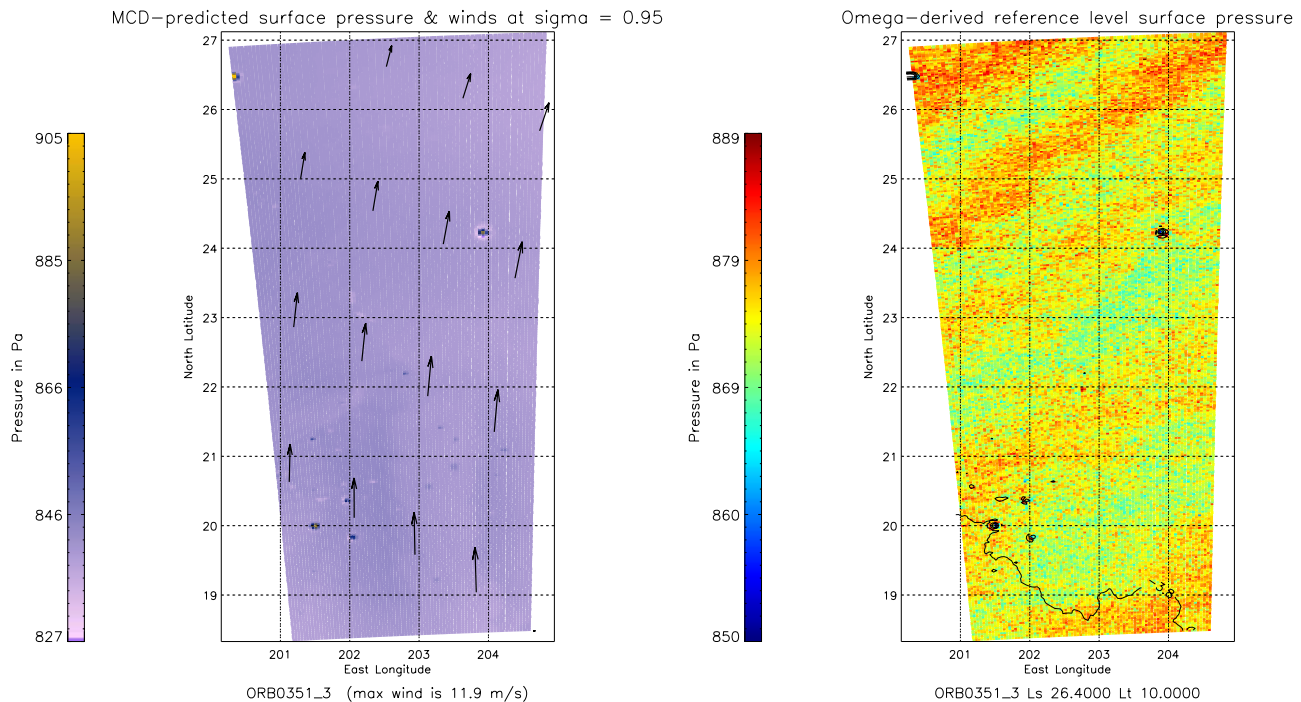 MCD-predicted surface pressure & winds at sigma = 0.95
27
26
25
24
23
22
21
20
19
North Latitude
201 202 203 204
East Longitude
ORB0351_3 (max wind is 11.9 m/s)
905
885
866
846
827
Pressure in Pa
Omega-derived reference level surface pressure
27
26
25
24
23
22
21
20
19
North Latitude
201 202 203 204
East Longitude
ORB0351_3 Ls 26.4000 Lt 10.0000
889
879
869
860
850
Pressure in Pa